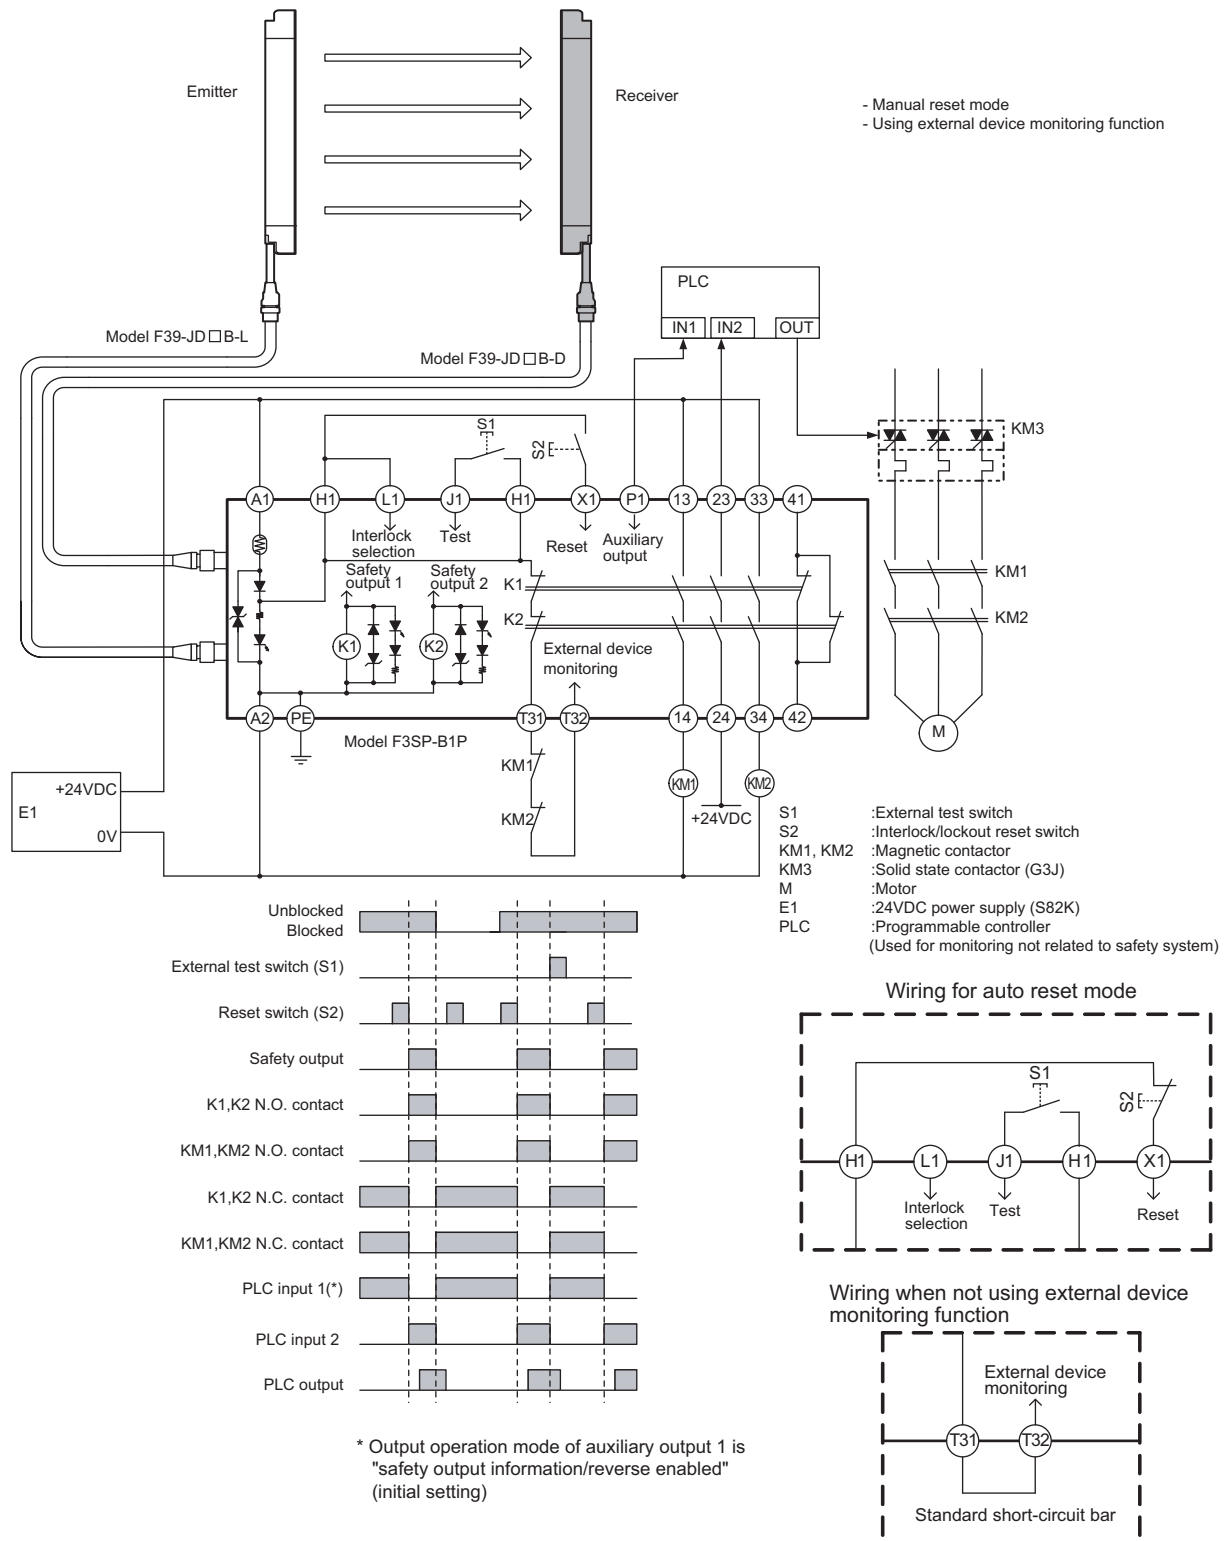 Emitter
Receiver
- Manual reset mode
- Using external device monitoring function
PLC
IN1 IN2 OUT
Model F39-JD□B-L
Model F39-JD□B-D
KM3
S1
S2
A1 H1 L1 J1 H1 X1 P1 13 23 33 41
Interlock
selection
Test
Reset
Auxiliary
output
Safety
output 1
Safety
output 2
K1
K2
K1
K2
External device
monitoring
KM1
KM2
M
A2 PE T31 T32 14 24 34 42
Model F3SP-B1P
KM1
KM2
KM1
KM2
+24VDC
+24VDC
E1
0V
S1 :External test switch
S2 :Interlock/lockout reset switch
KM1, KM2 :Magnetic contactor
KM3 :Solid state contactor (G3J)
M :Motor
E1 :24VDC power supply (S82K)
PLC :Programmable controller
(Used for monitoring not related to safety system)
Unblocked
Blocked
External test switch (S1)
Reset switch (S2)
Safety output
K1,K2 N.O. contact
KM1,KM2 N.O. contact
K1,K2 N.C. contact
KM1,KM2 N.C. contact
PLC input 1(*)
PLC input 2
PLC output
* Output operation mode of auxiliary output 1 is
"safety output information/reverse enabled"
(initial setting)
Wiring for auto reset mode
S1
S2
H1 L1 J1 H1 X1
Interlock
selection
Test
Reset
Wiring when not using external device
monitoring function
External device
monitoring
T31 T32
Standard short-circuit bar